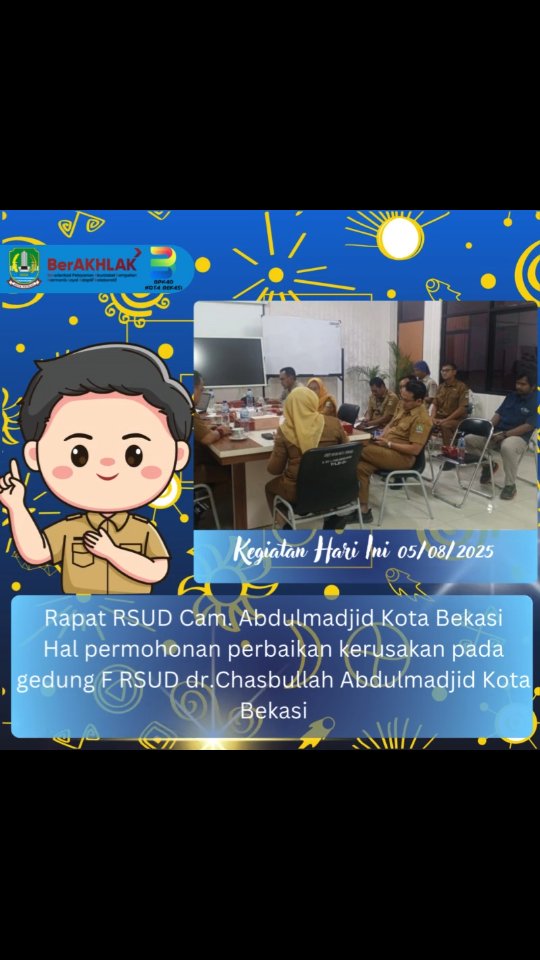 BerAKHLAK
BPKAD
KOTA BEKASI
Kegiatan Hari Ini 05/08/2025
Rapat RSUD Cam. Abdulmadjid Kota Bekasi
Hal permohonan perbaikan kerusakan pada
gedung F RSUD dr.Chasbullah Abdulmadjid Kota
Bekasi